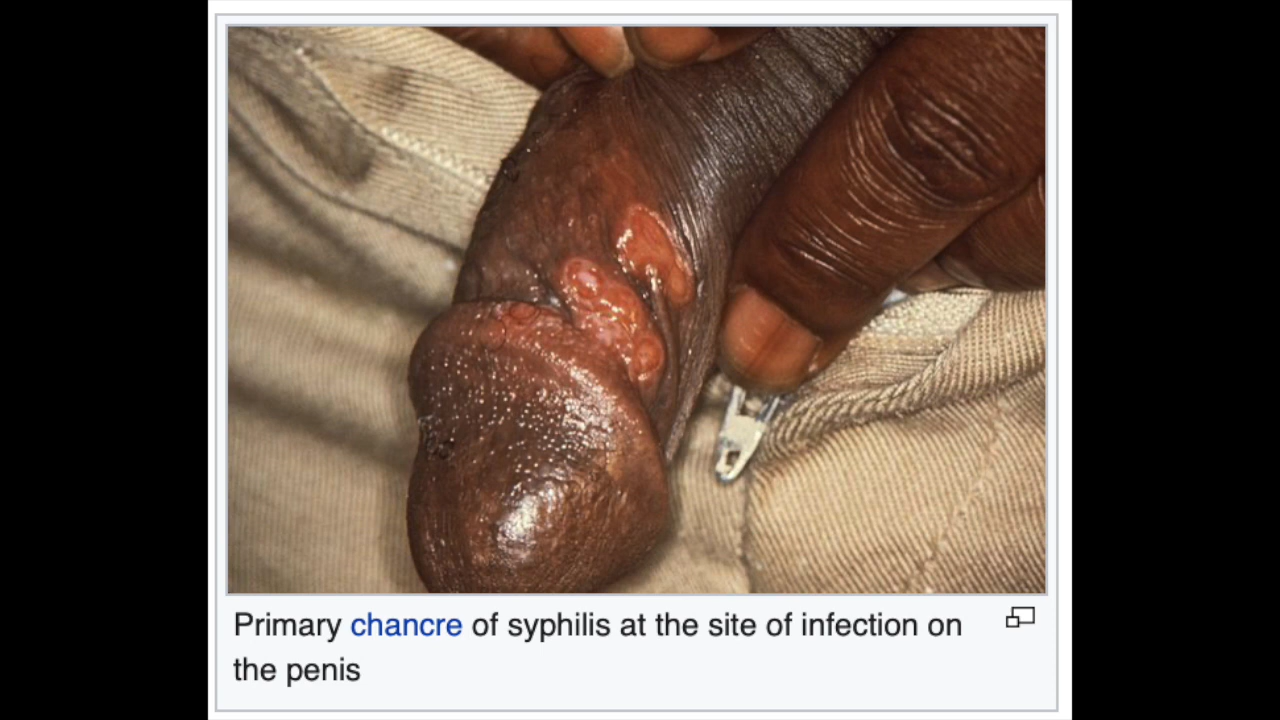 Primary chancre of syphilis at the site of infection on
the penis